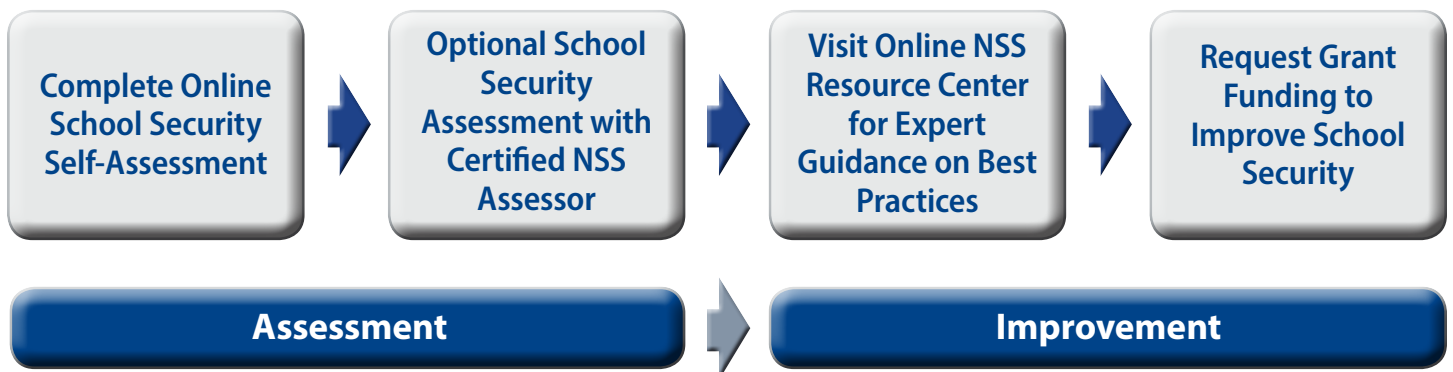 Complete Online
School Security
Self-Assessment
Optional School
Security
Assessment with
Certified NSS
Assessor
Visit Online NSS
Resource Center
for Expert
Guidance on Best
Practices
Request Grant
Funding to
Improve School
Security
Assessment
Improvement